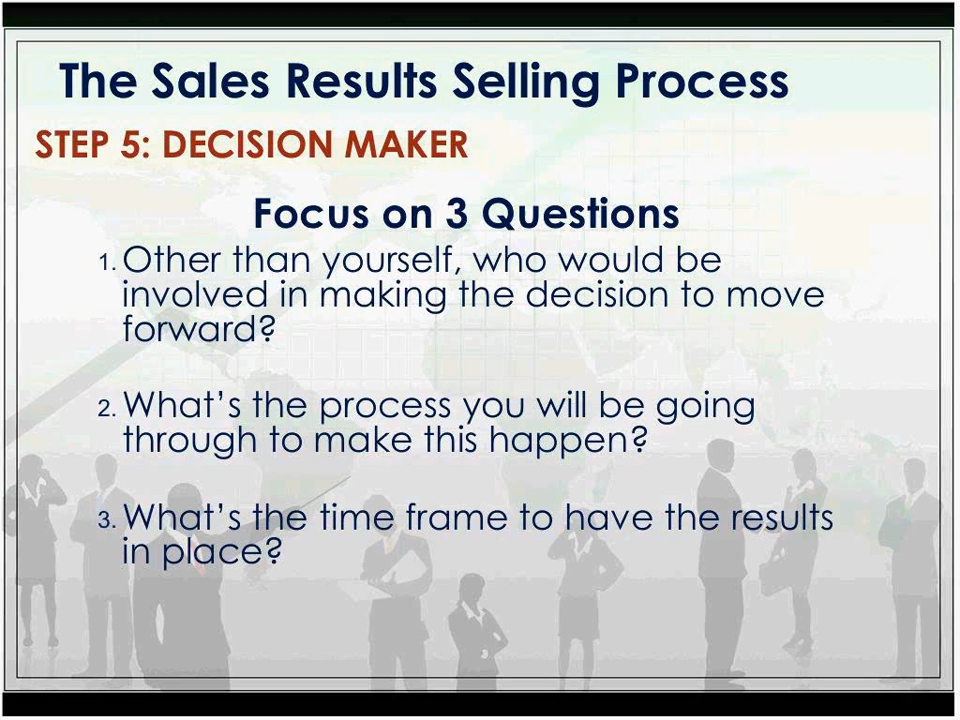 The Sales Results Selling Process
STEP 5: DECISION MAKER
Focus on 3 Questions
1. Other than yourself, who would be
involved in making the decision to move
forward?
2. What’s the process you will be going
through to make this happen?
3. What’s the time frame to have the results
in place?